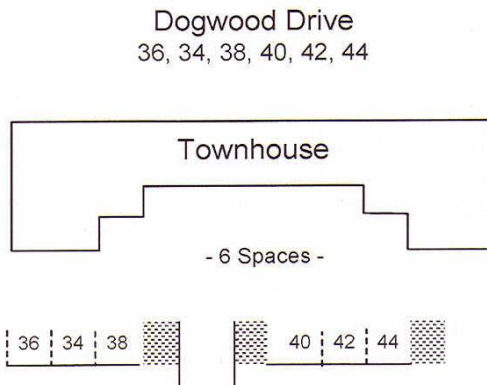 Dogwood Drive
36, 34, 38, 40, 42, 44
Townhouse
- 6 Spaces -
36 34 38 40 42 44